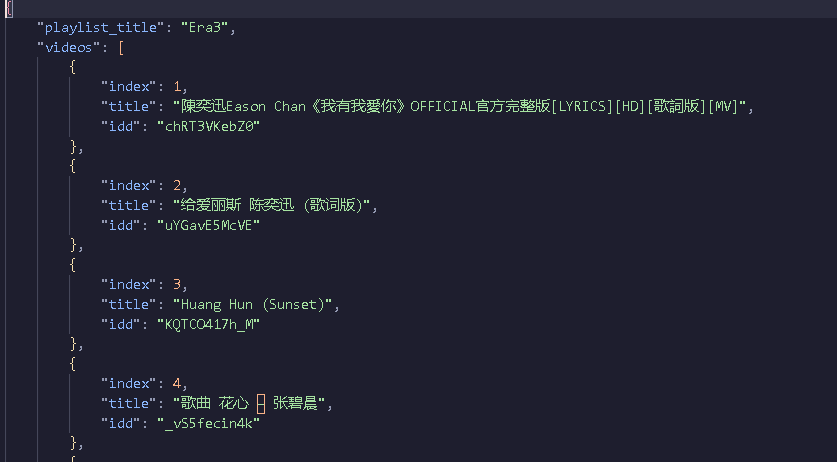 {
"playlist_title": "Era3",
"videos": [
{
"index": 1,
"title": "陳奕迅Eason Chan《我有我愛你》OFFICIAL官方完整版[LYRICS][HD][歌詞版][MV]",
"idd": "chRT3VKebZ0"
},
{
"index": 2,
"title": "给爱丽斯 陈奕迅 (歌词版)",
"idd": "uYGavE5McVE"
},
{
"index": 3,
"title": "Huang Hun (Sunset)",
"idd": "KQTCO417h_M"
},
{
"index": 4,
"title": "歌曲 花心 – 张碧晨",
"idd": "_vS5fecin4k"
},
{